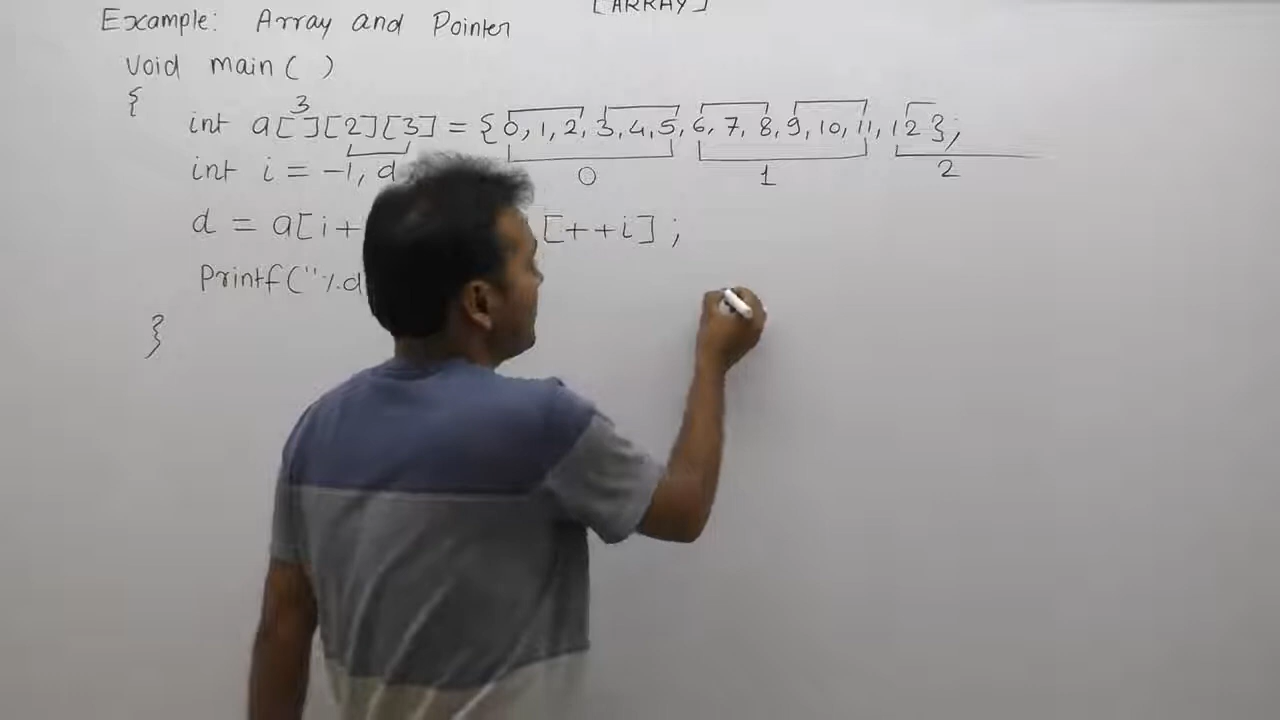 [ARRAY]
Example: Array and Pointer
Void main( )
{
int a[ ][2][3] = {0, 1, 2, 3, 4, 5, 6, 7, 8, 9, 10, 11, 12};
3
int i = -1, d
0 1 2
d = a[i+ [++i] ;
Printf("%d
}